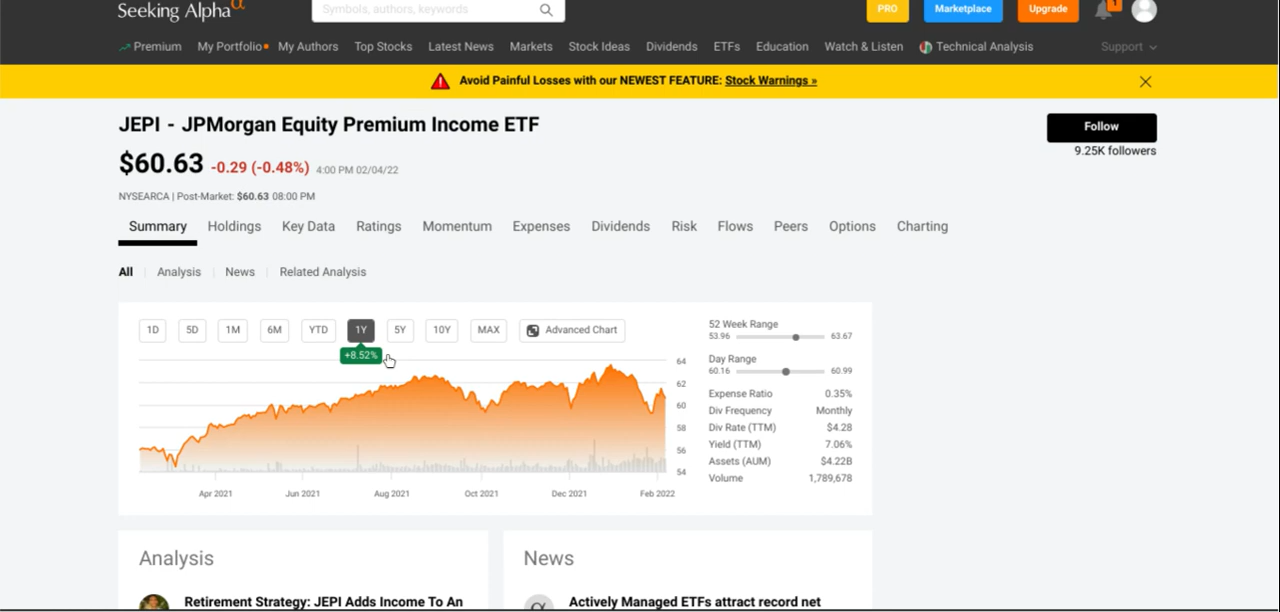 Seeking Alpha α
Symbols, authors, keywords
PRO
Marketplace
Upgrade
1
Premium My Portfolio My Authors Top Stocks Latest News Markets Stock Ideas Dividends ETFs Education Watch & Listen Technical Analysis Support
Avoid Painful Losses with our NEWEST FEATURE: Stock Warnings »
JEPI - JPMorgan Equity Premium Income ETF
Follow
9.25K followers
$60.63 -0.29 (-0.48%) 4:00 PM 02/04/22
NYSEARCA | Post-Market: $60.63 08:00 PM
Summary Holdings Key Data Ratings Momentum Expenses Dividends Risk Flows Peers Options Charting
All Analysis News Related Analysis
1D 5D 1M 6M YTD 1Y 5Y 10Y MAX Advanced Chart
+8.52%
64
62
60
58
56
54
Apr 2021 Jun 2021 Aug 2021 Oct 2021 Dec 2021 Feb 2022
52 Week Range
53.96 63.67
Day Range
60.16 60.99
Expense Ratio 0.35%
Div Frequency Monthly
Div Rate (TTM) $4.28
Yield (TTM) 7.06%
Assets (AUM) $4.22B
Volume 1,789,678
Analysis
Retirement Strategy: JEPI Adds Income To An
News
α
Actively Managed ETFs attract record net